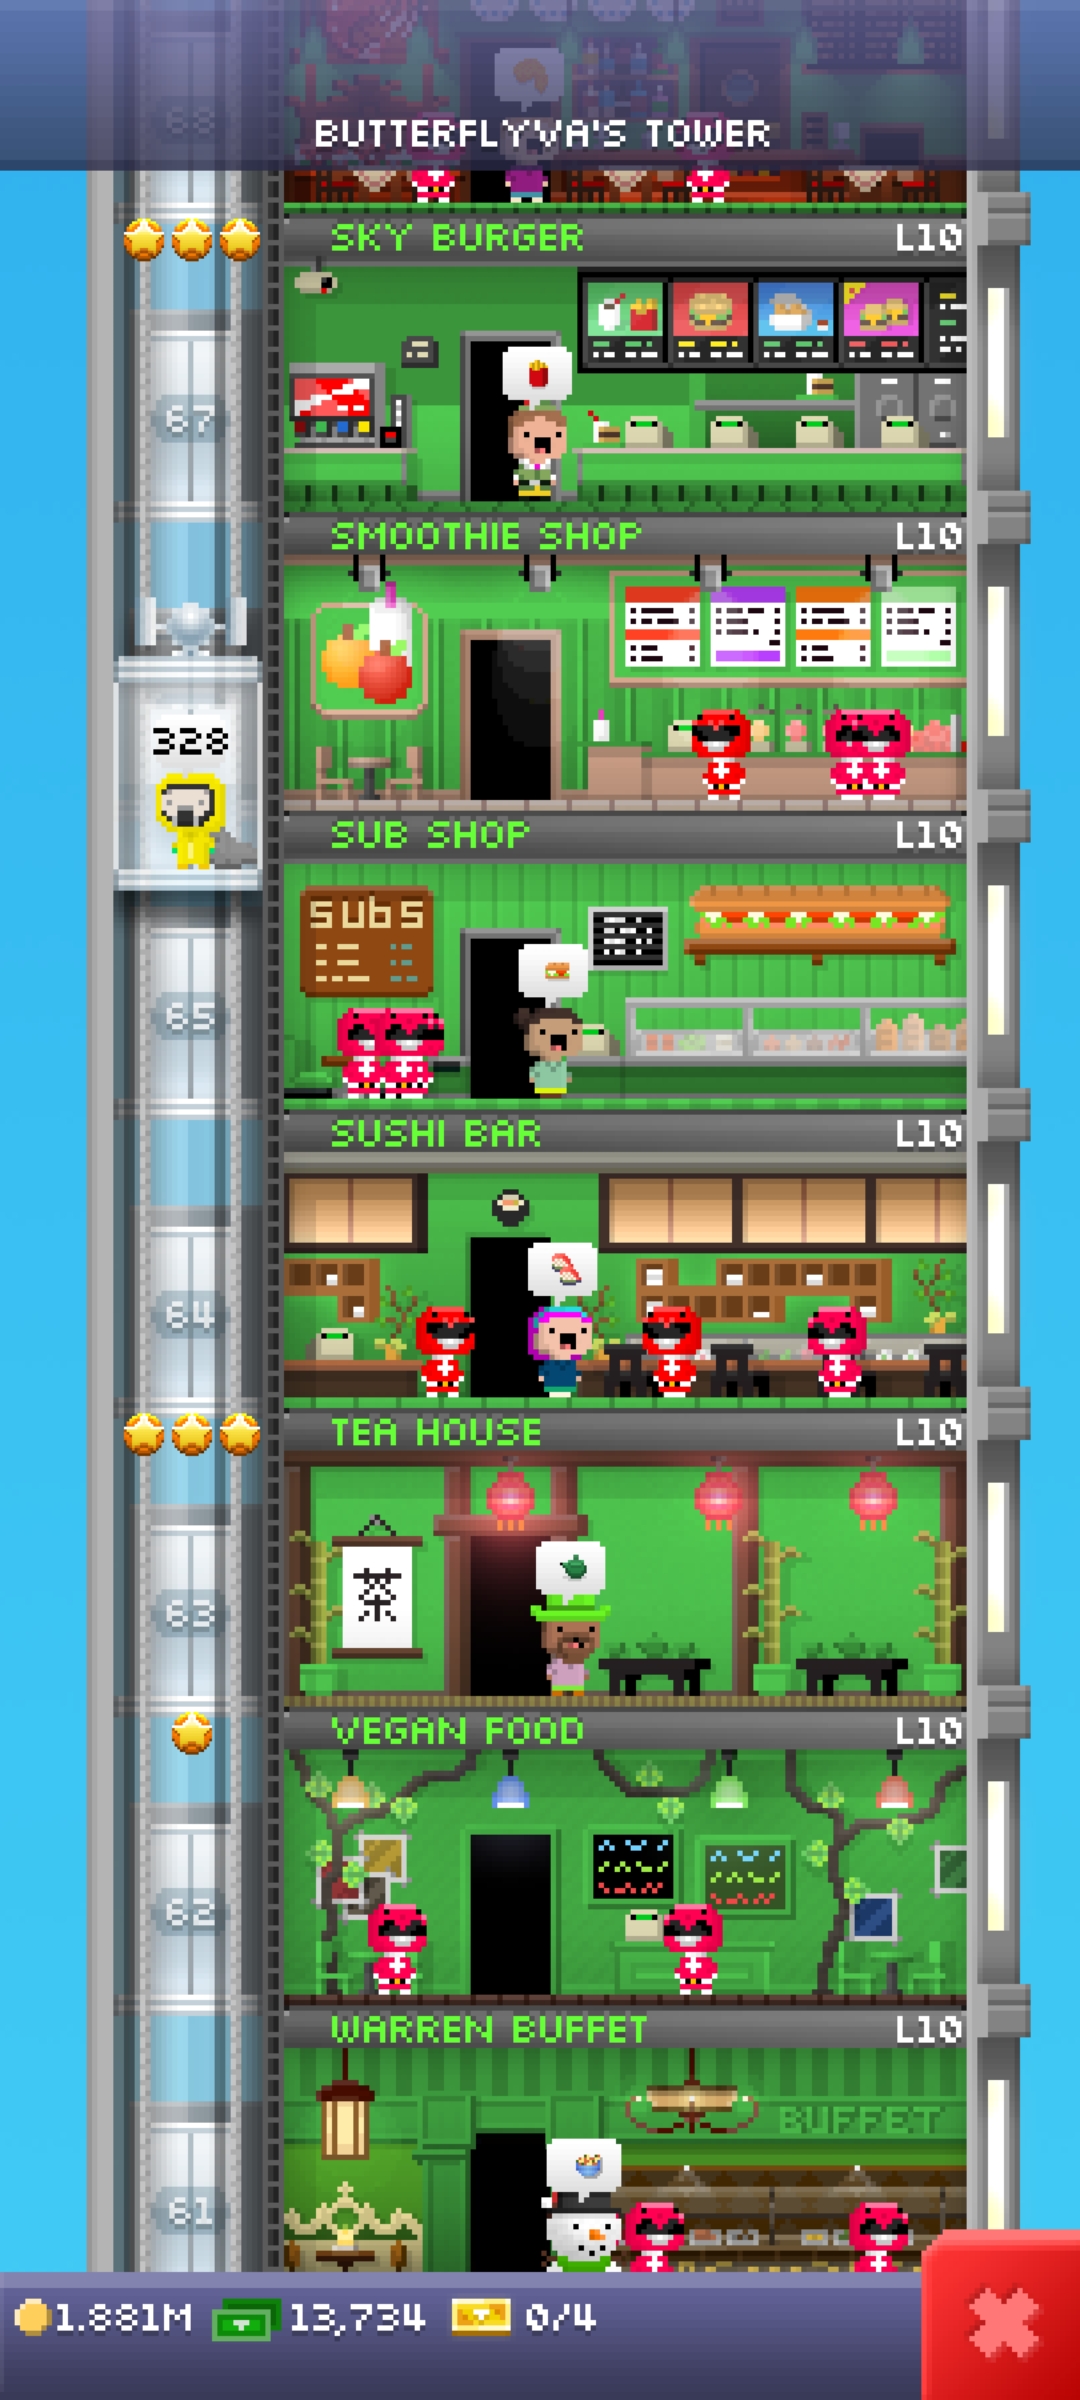 68
BUTTERFLYVA'S TOWER
SKY BURGER L10
67
SMOOTHIE SHOP L10
328
SUB SHOP L10
SUBS
65
SUSHI BAR L10
64
TEA HOUSE L10
茶
63
VEGAN FOOD L10
62
WARREN BUFFET L10
BUFFET
61
1.881M 13,734 0/4